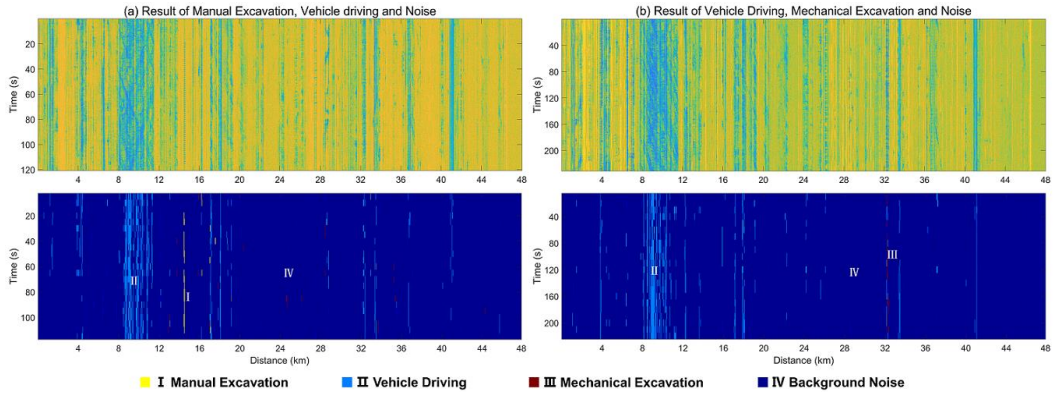 (a) Result of Manual Excavation, Vehicle driving and Noise
Time (s)
20
40
60
80
100
120
4 8 12 16 20 24 28 32 36 40 44 48
Time (s)
20
40
60
80
100
II
I
IV
4 8 12 16 20 24 28 32 36 40 44 48
Distance (km)
(b) Result of Vehicle Driving, Mechanical Excavation and Noise
Time (s)
40
80
120
160
200
4 8 12 16 20 24 28 32 36 40 44 48
Time (s)
40
80
120
160
200
II
IV
III
4 8 12 16 20 24 28 32 36 40 44 48
Distance (km)
I Manual Excavation II Vehicle Driving III Mechanical Excavation IV Background Noise